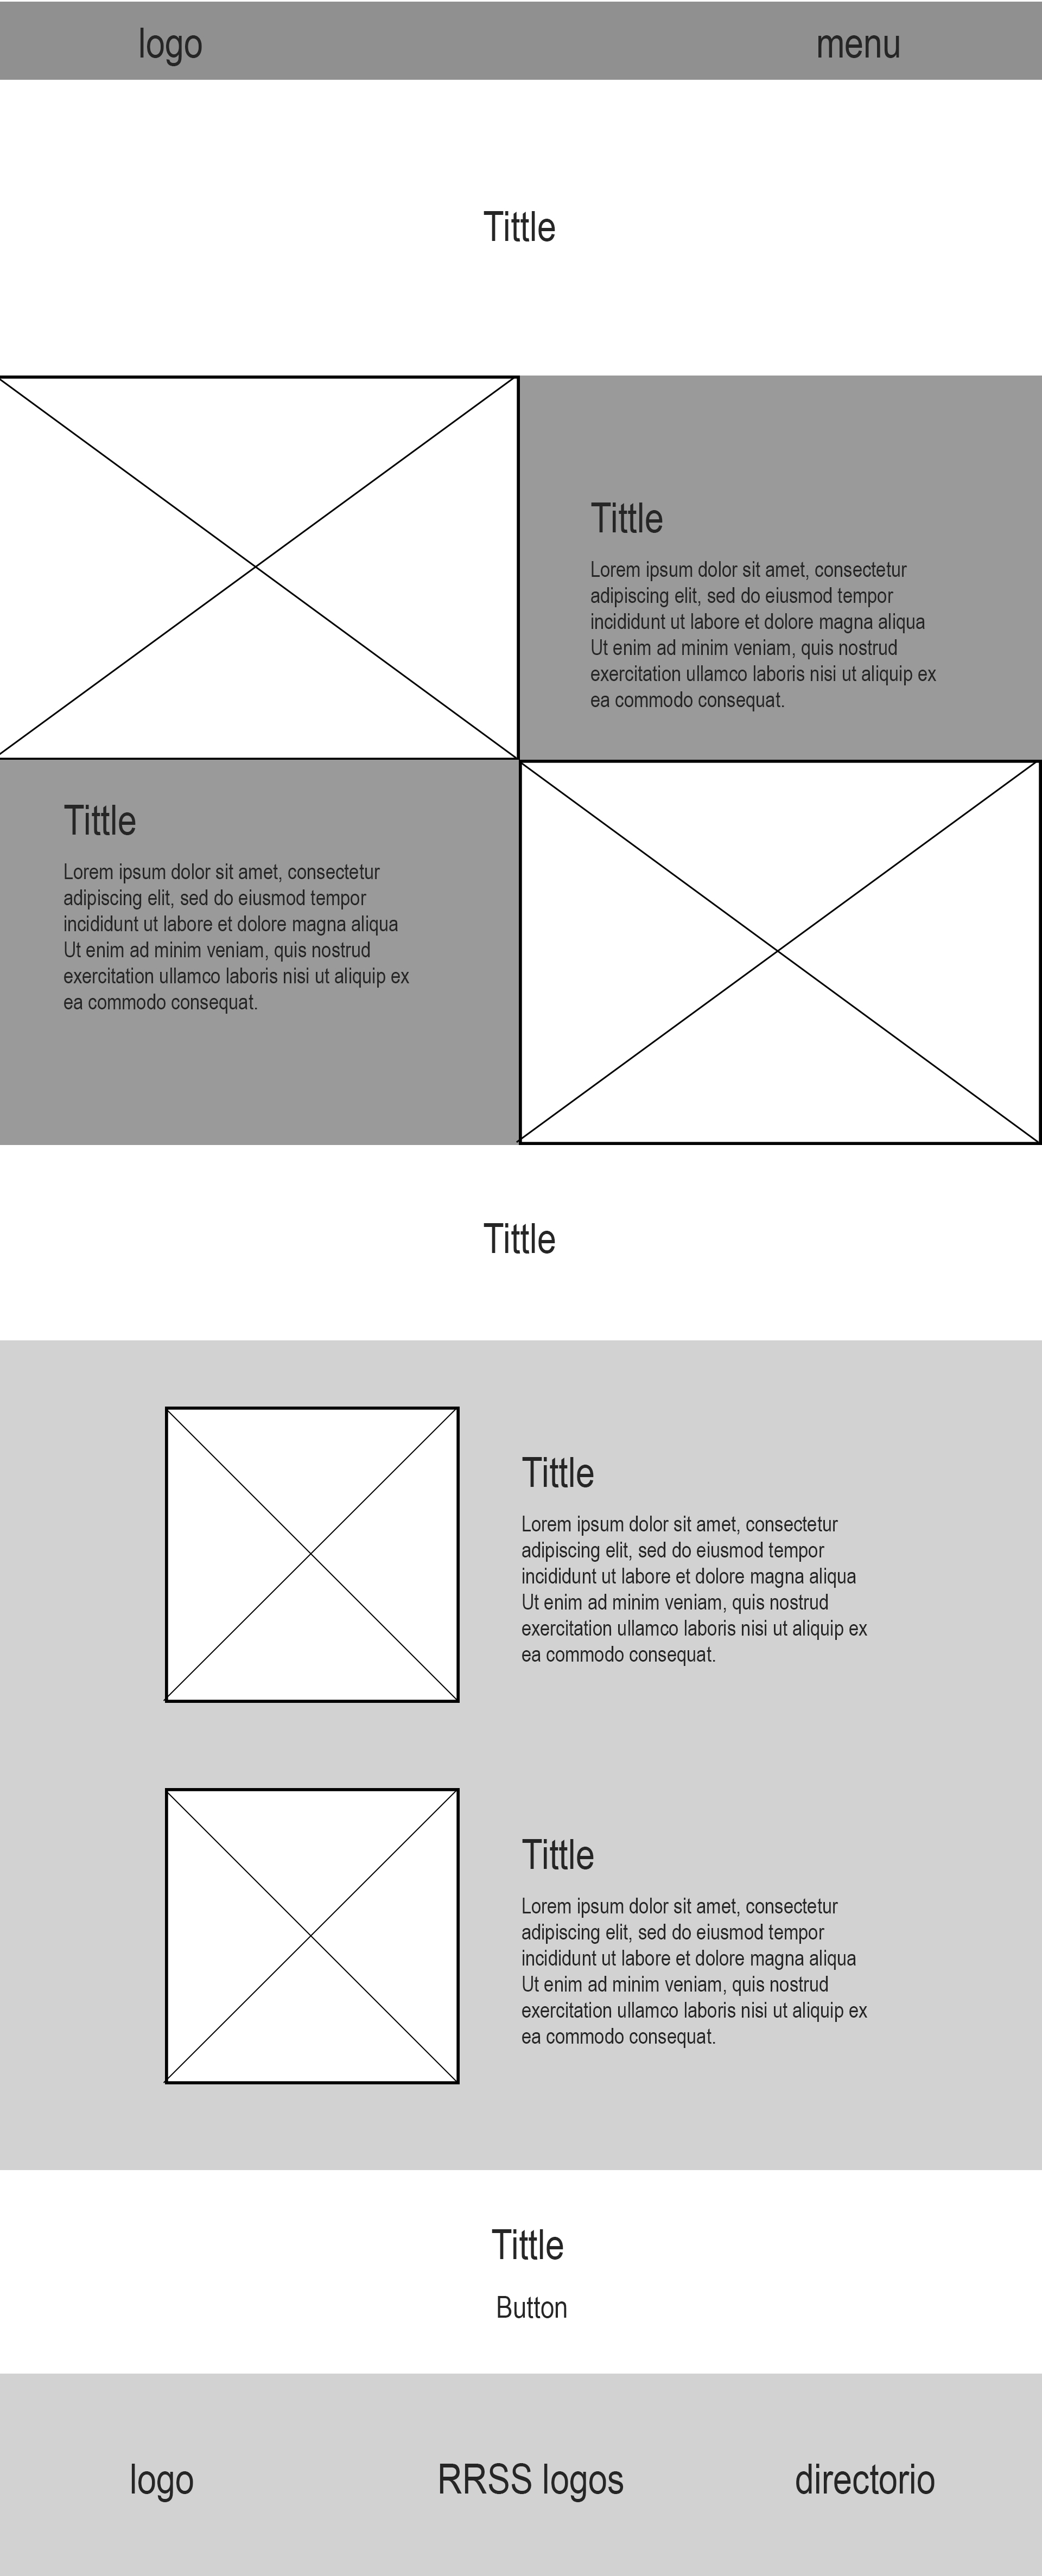 logo
menu
Tittle
Tittle
Lorem ipsum dolor sit amet, consectetur
adipiscing elit, sed do eiusmod tempor
incididunt ut labore et dolore magna aliqua
Ut enim ad minim veniam, quis nostrud
exercitation ullamco laboris nisi ut aliquip ex
ea commodo consequat.
Tittle
Lorem ipsum dolor sit amet, consectetur
adipiscing elit, sed do eiusmod tempor
incididunt ut labore et dolore magna aliqua
Ut enim ad minim veniam, quis nostrud
exercitation ullamco laboris nisi ut aliquip ex
ea commodo consequat.
Tittle
Tittle
Lorem ipsum dolor sit amet, consectetur
adipiscing elit, sed do eiusmod tempor
incididunt ut labore et dolore magna aliqua
Ut enim ad minim veniam, quis nostrud
exercitation ullamco laboris nisi ut aliquip ex
ea commodo consequat.
Tittle
Lorem ipsum dolor sit amet, consectetur
adipiscing elit, sed do eiusmod tempor
incididunt ut labore et dolore magna aliqua
Ut enim ad minim veniam, quis nostrud
exercitation ullamco laboris nisi ut aliquip ex
ea commodo consequat.
Tittle
Button
logo
RRSS logos
directorio